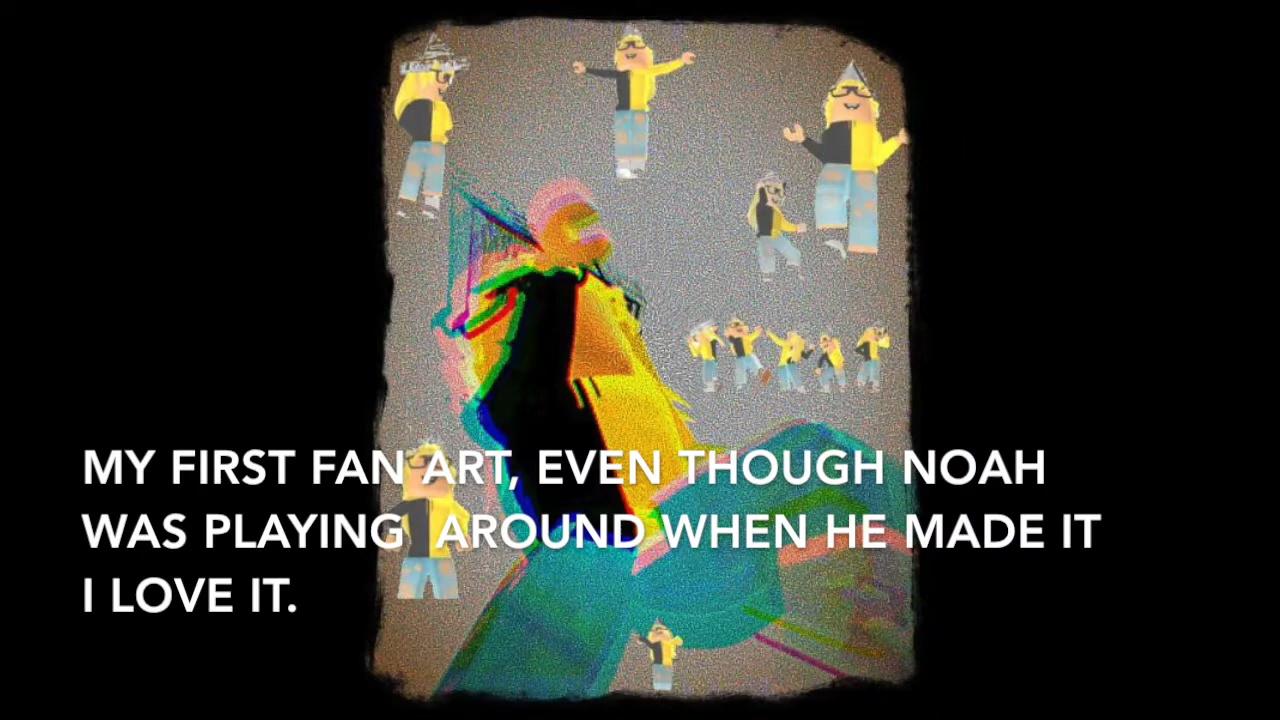 MY FIRST FAN ART, EVEN THOUGH NOAH
WAS PLAYING  AROUND WHEN HE MADE IT
I LOVE IT.